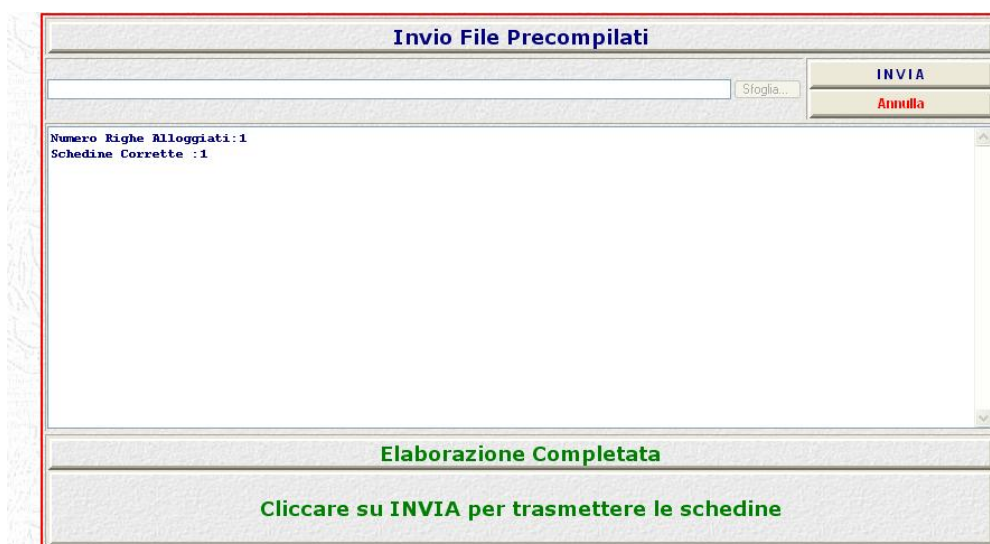 Invio File Precompilati
Sfoglia...
INVIA
Annulla
Numero Righe Alloggiati:1
Schedine Corrette :1
Elaborazione Completata
Cliccare su INVIA per trasmettere le schedine